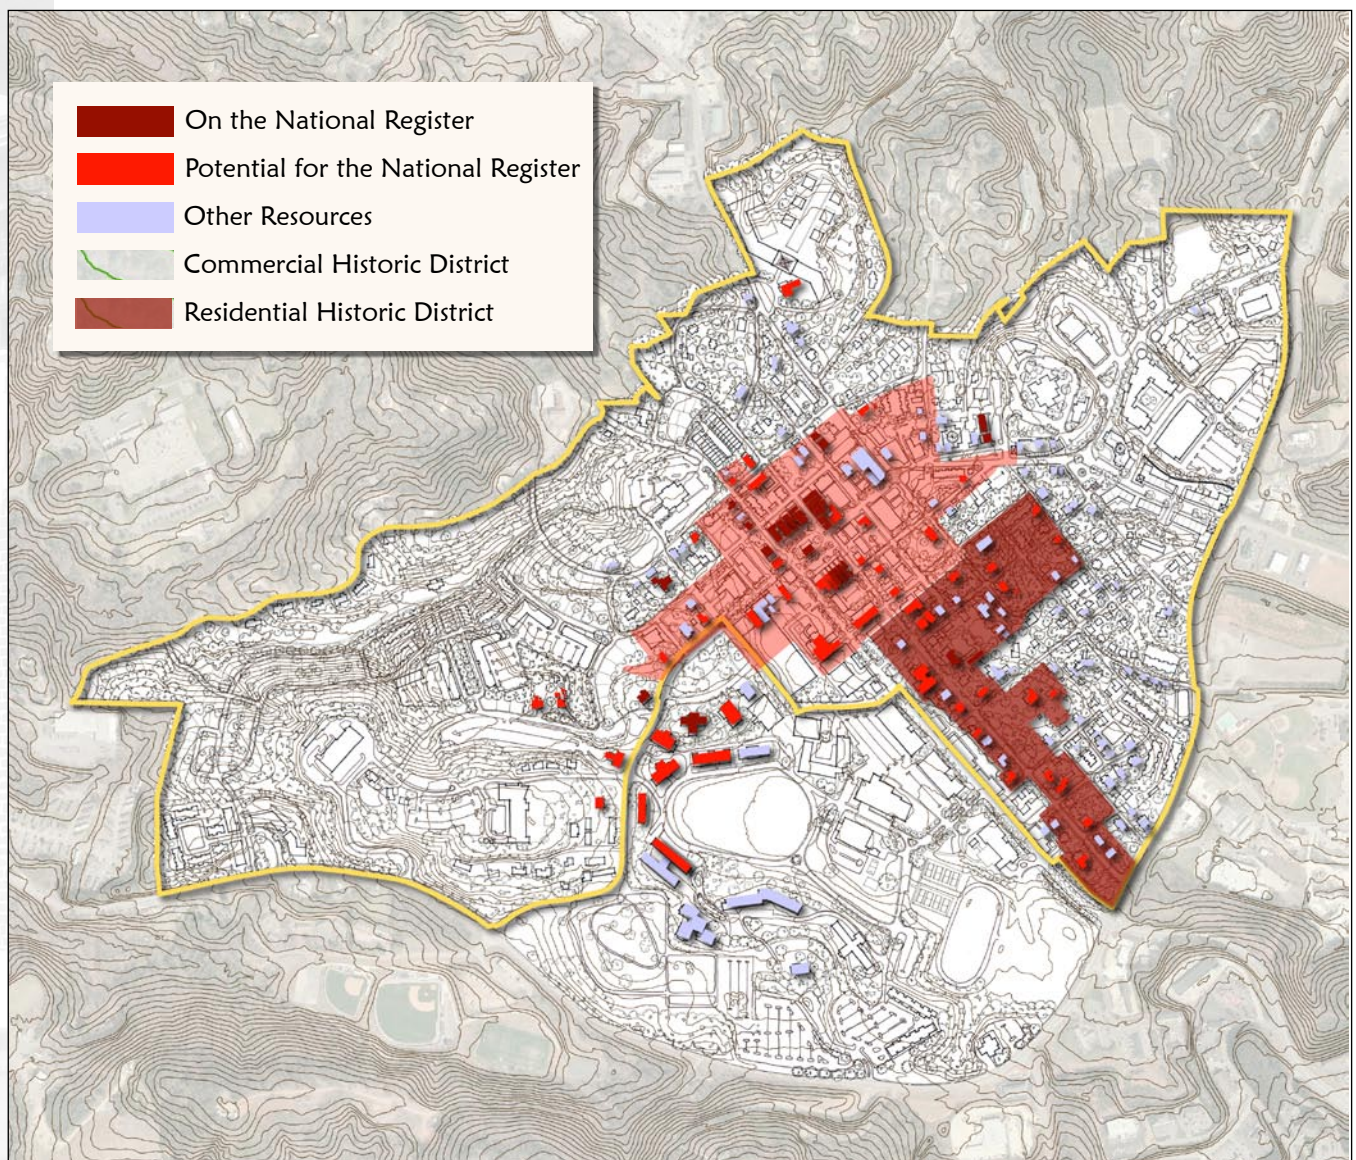 On the National Register
Potential for the National Register
Other Resources
Commercial Historic District
Residential Historic District